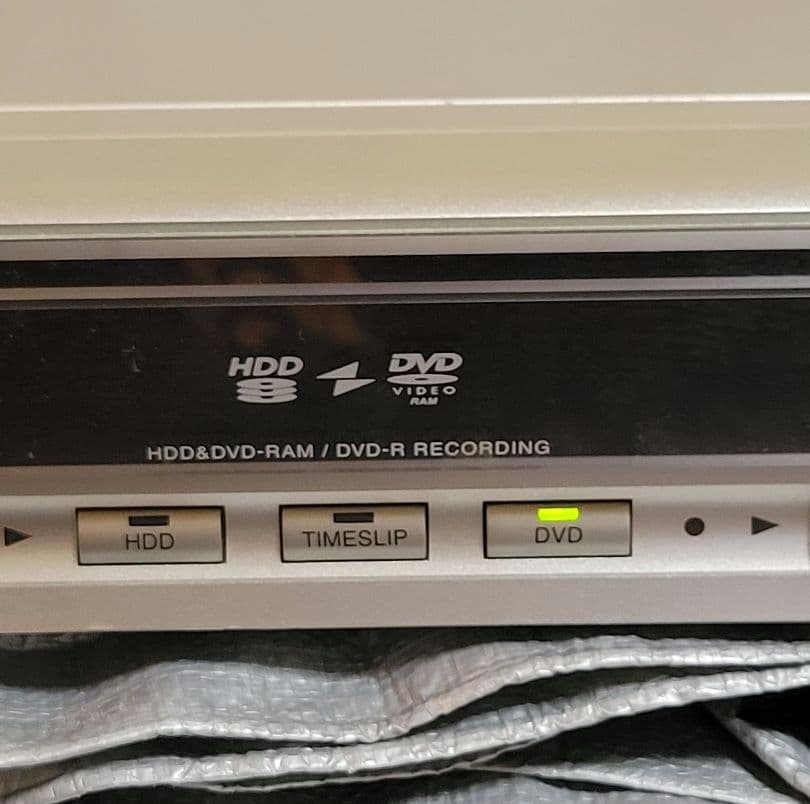 HDD DVD
VIDEO
RAM
HDD&DVD-RAM / DVD-R RECORDING
HDD TIMESLIP DVD